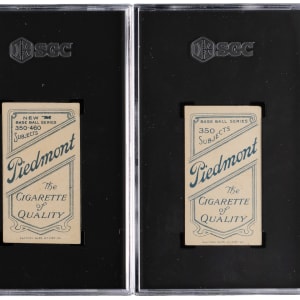 SGC
NEW
BASE BALL SERIES
350-460
SUBJECTS
Piedmont
The
CIGARETTE
of
QUALITY
SGC
BASE BALL SERIES
350
SUBJECTS
Piedmont
The
CIGARETTE
of
QUALITY